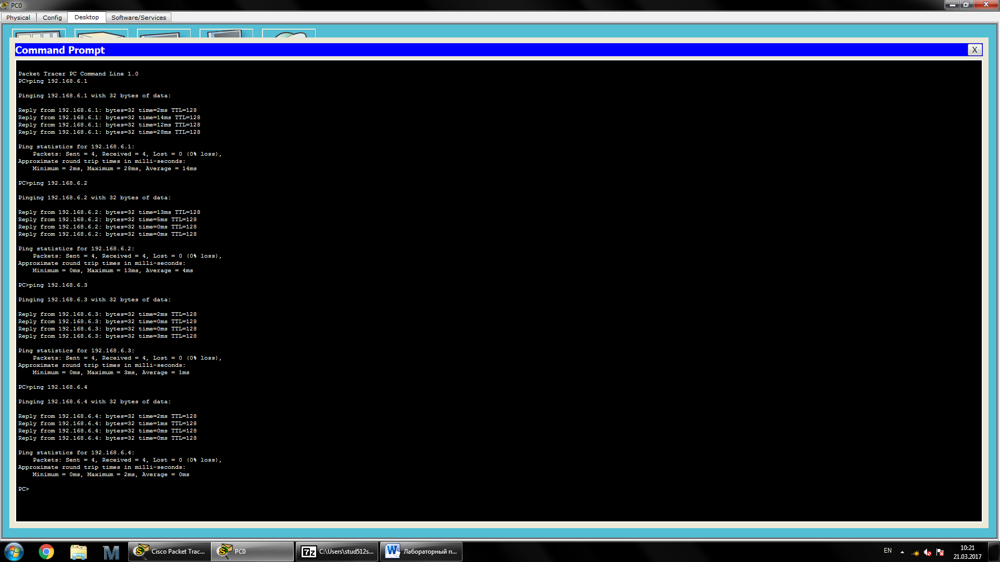 PC0
Physical Config Desktop Software/Services
Command Prompt X
Packet Tracer PC Command Line 1.0
PC>ping 192.168.6.1
Pinging 192.168.6.1 with 32 bytes of data:
Reply from 192.168.6.1: bytes=32 time=2ms TTL=128
Reply from 192.168.6.1: bytes=32 time=14ms TTL=128
Reply from 192.168.6.1: bytes=32 time=12ms TTL=128
Reply from 192.168.6.1: bytes=32 time=28ms TTL=128
Ping statistics for 192.168.6.1:
Packets: Sent = 4, Received = 4, Lost = 0 (0% loss),
Approximate round trip times in milli-seconds:
Minimum = 2ms, Maximum = 28ms, Average = 14ms
PC>ping 192.168.6.2
Pinging 192.168.6.2 with 32 bytes of data:
Reply from 192.168.6.2: bytes=32 time=13ms TTL=128
Reply from 192.168.6.2: bytes=32 time=5ms TTL=128
Reply from 192.168.6.2: bytes=32 time=0ms TTL=128
Reply from 192.168.6.2: bytes=32 time=0ms TTL=128
Ping statistics for 192.168.6.2:
Packets: Sent = 4, Received = 4, Lost = 0 (0% loss),
Approximate round trip times in milli-seconds:
Minimum = 0ms, Maximum = 13ms, Average = 4ms
PC>ping 192.168.6.3
Pinging 192.168.6.3 with 32 bytes of data:
Reply from 192.168.6.3: bytes=32 time=2ms TTL=128
Reply from 192.168.6.3: bytes=32 time=0ms TTL=128
Reply from 192.168.6.3: bytes=32 time=0ms TTL=128
Reply from 192.168.6.3: bytes=32 time=3ms TTL=128
Ping statistics for 192.168.6.3:
Packets: Sent = 4, Received = 4, Lost = 0 (0% loss),
Approximate round trip times in milli-seconds:
Minimum = 0ms, Maximum = 3ms, Average = 1ms
PC>ping 192.168.6.4
Pinging 192.168.6.4 with 32 bytes of data:
Reply from 192.168.6.4: bytes=32 time=2ms TTL=128
Reply from 192.168.6.4: bytes=32 time=1ms TTL=128
Reply from 192.168.6.4: bytes=32 time=0ms TTL=128
Reply from 192.168.6.4: bytes=32 time=0ms TTL=128
Ping statistics for 192.168.6.4:
Packets: Sent = 4, Received = 4, Lost = 0 (0% loss),
Approximate round trip times in milli-seconds:
Minimum = 0ms, Maximum = 2ms, Average = 0ms
PC>
Cisco Packet Trac... PC0 7z C:\Users\stud512s... W Лабораторный п... EN 10:21
21.03.2017